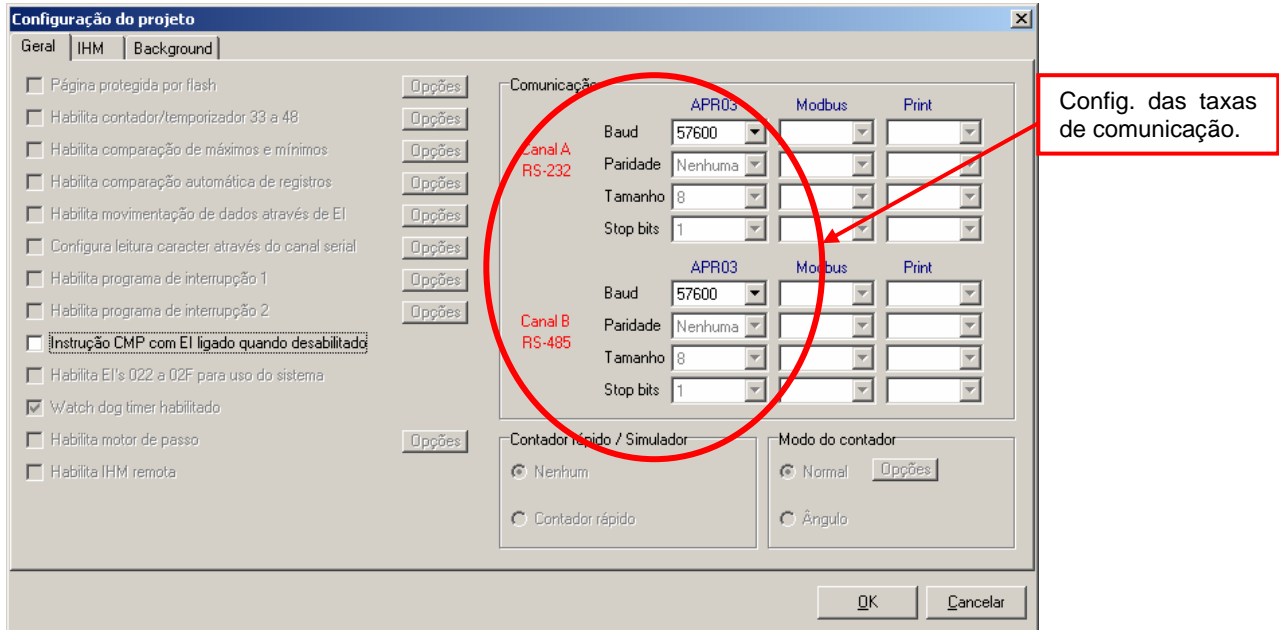 Configuração do projeto
Geral IHM Background
Página protegida por flash Opções
Habilita contador/temporizador 33 a 48 Opções
Habilita comparação de máximos e mínimos Opções
Habilita comparação automática de registros Opções
Habilita movimentação de dados através de EI Opções
Configura leitura caracter através do canal serial Opções
Habilita programa de interrupção 1 Opções
Habilita programa de interrupção 2 Opções
Instrução CMP com EI ligado quando desabilitado
Habilita EI's 022 a 02F para uso do sistema
Watch dog timer habilitado
Habilita motor de passo Opções
Habilita IHM remota
Comunicação
APR03 Modbus Print
Canal A
RS-232
Baud 57600
Paridade Nenhuma
Tamanho 8
Stop bits 1
APR03 Modbus Print
Canal B
RS-485
Baud 57600
Paridade Nenhuma
Tamanho 8
Stop bits 1
Contador rápido / Simulador
Nenhum
Contador rápido
Modo do contador
Normal Opções
Ângulo
OK Cancelar
Config. das taxas
de comunicação.